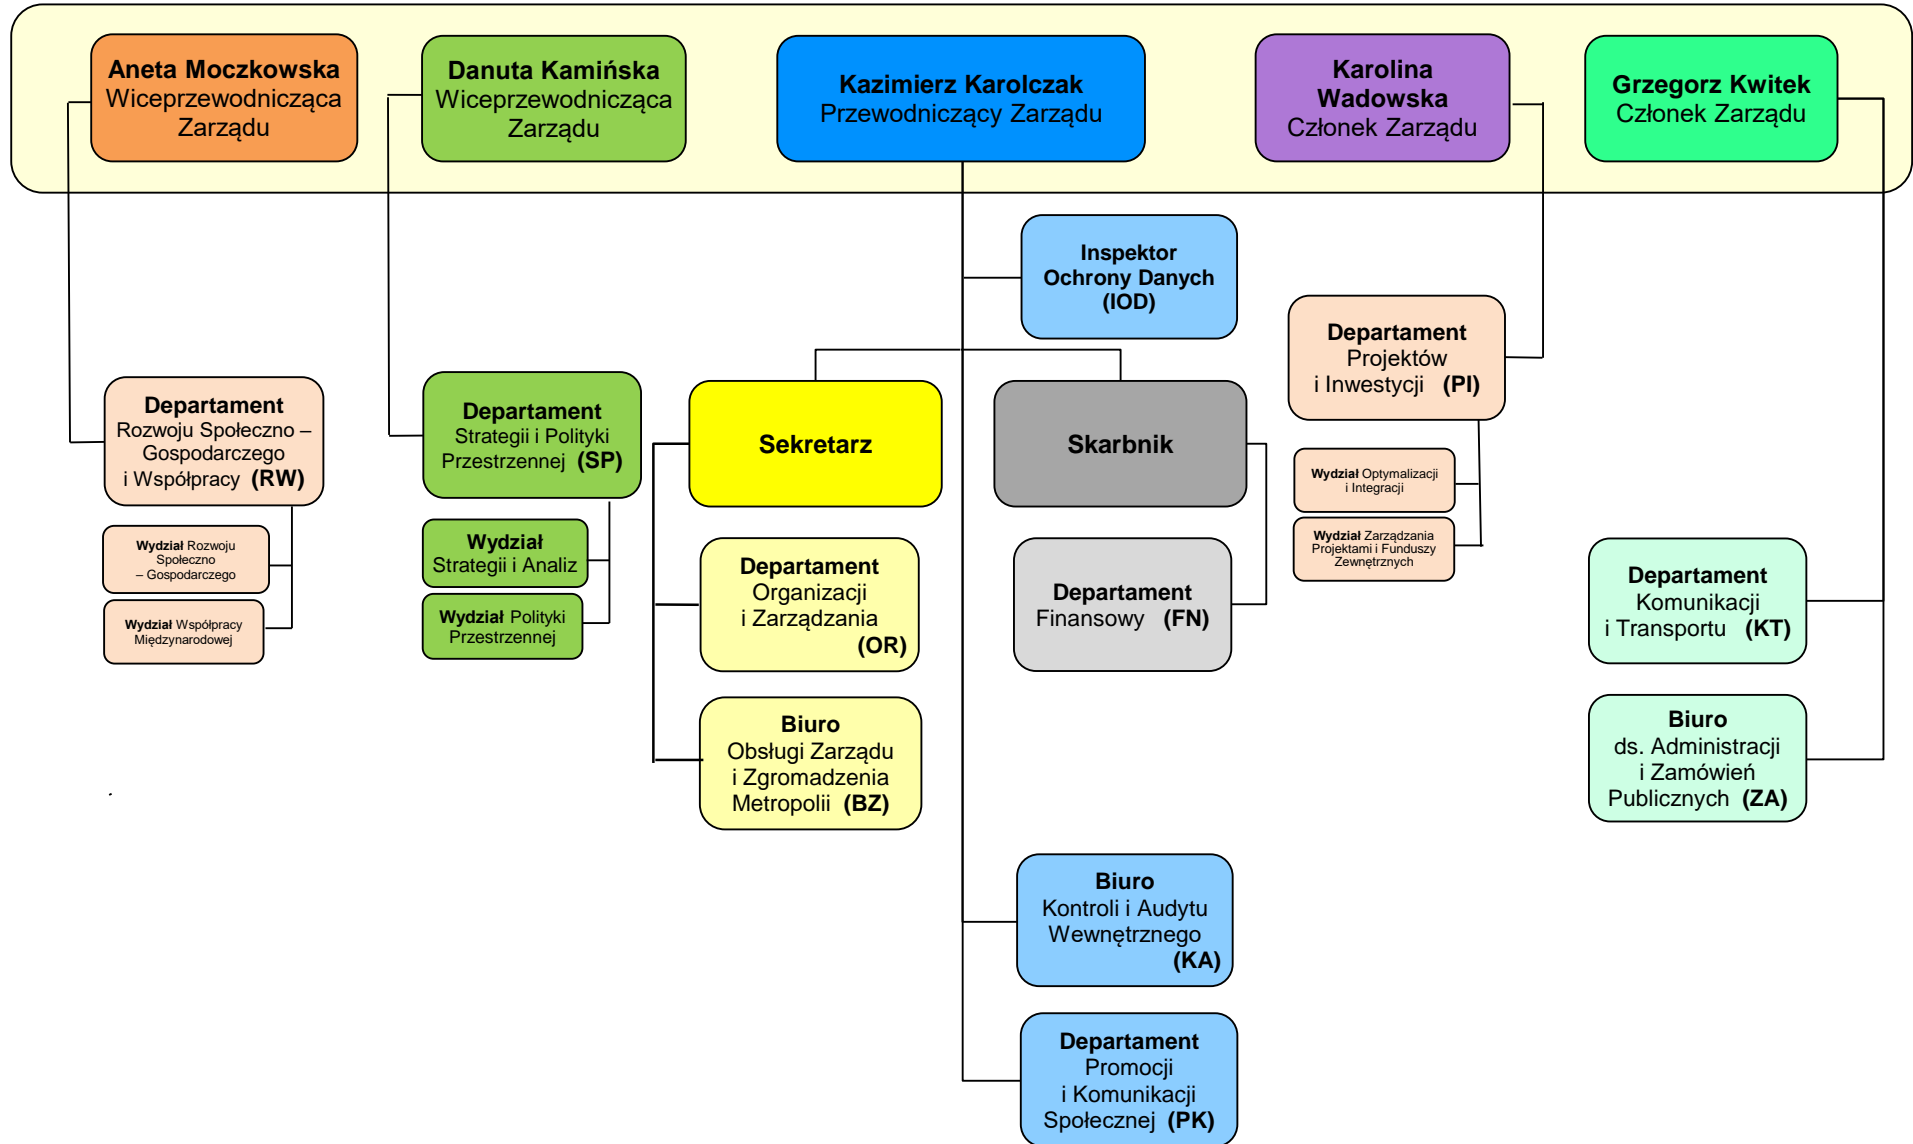 Aneta Moczkowska
Wiceprzewodnicząca
Zarządu
Danuta Kamińska
Wiceprzewodnicząca
Zarządu
Kazimierz Karolczak
Przewodniczący Zarządu
Karolina
Wadowska
Członek Zarządu
Grzegorz Kwitek
Członek Zarządu
Inspektor
Ochrony Danych
(IOD)
Departament
Projektów
i Inwestycji (PI)
Departament
Rozwoju Społeczno –
Gospodarczego
i Współpracy (RW)
Departament
Strategii i Polityki
Przestrzennej (SP)
Sekretarz
Skarbnik
Wydział Optymalizacji
i Integracji
Wydział Zarządzania
Projektami i Funduszy
Zewnętrznych
Wydział Rozwoju
Społeczno
– Gospodarczego
Wydział Współpracy
Międzynarodowej
Wydział
Strategii i Analiz
Wydział Polityki
Przestrzennej
Departament
Organizacji
i Zarządzania
(OR)
Departament
Finansowy (FN)
Departament
Komunikacji
i Transportu (KT)
Biuro
Obsługi Zarządu
i Zgromadzenia
Metropolii (BZ)
Biuro
ds. Administracji
i Zamówień
Publicznych (ZA)
Biuro
Kontroli i Audytu
Wewnętrznego
(KA)
Departament
Promocji
i Komunikacji
Społecznej (PK)